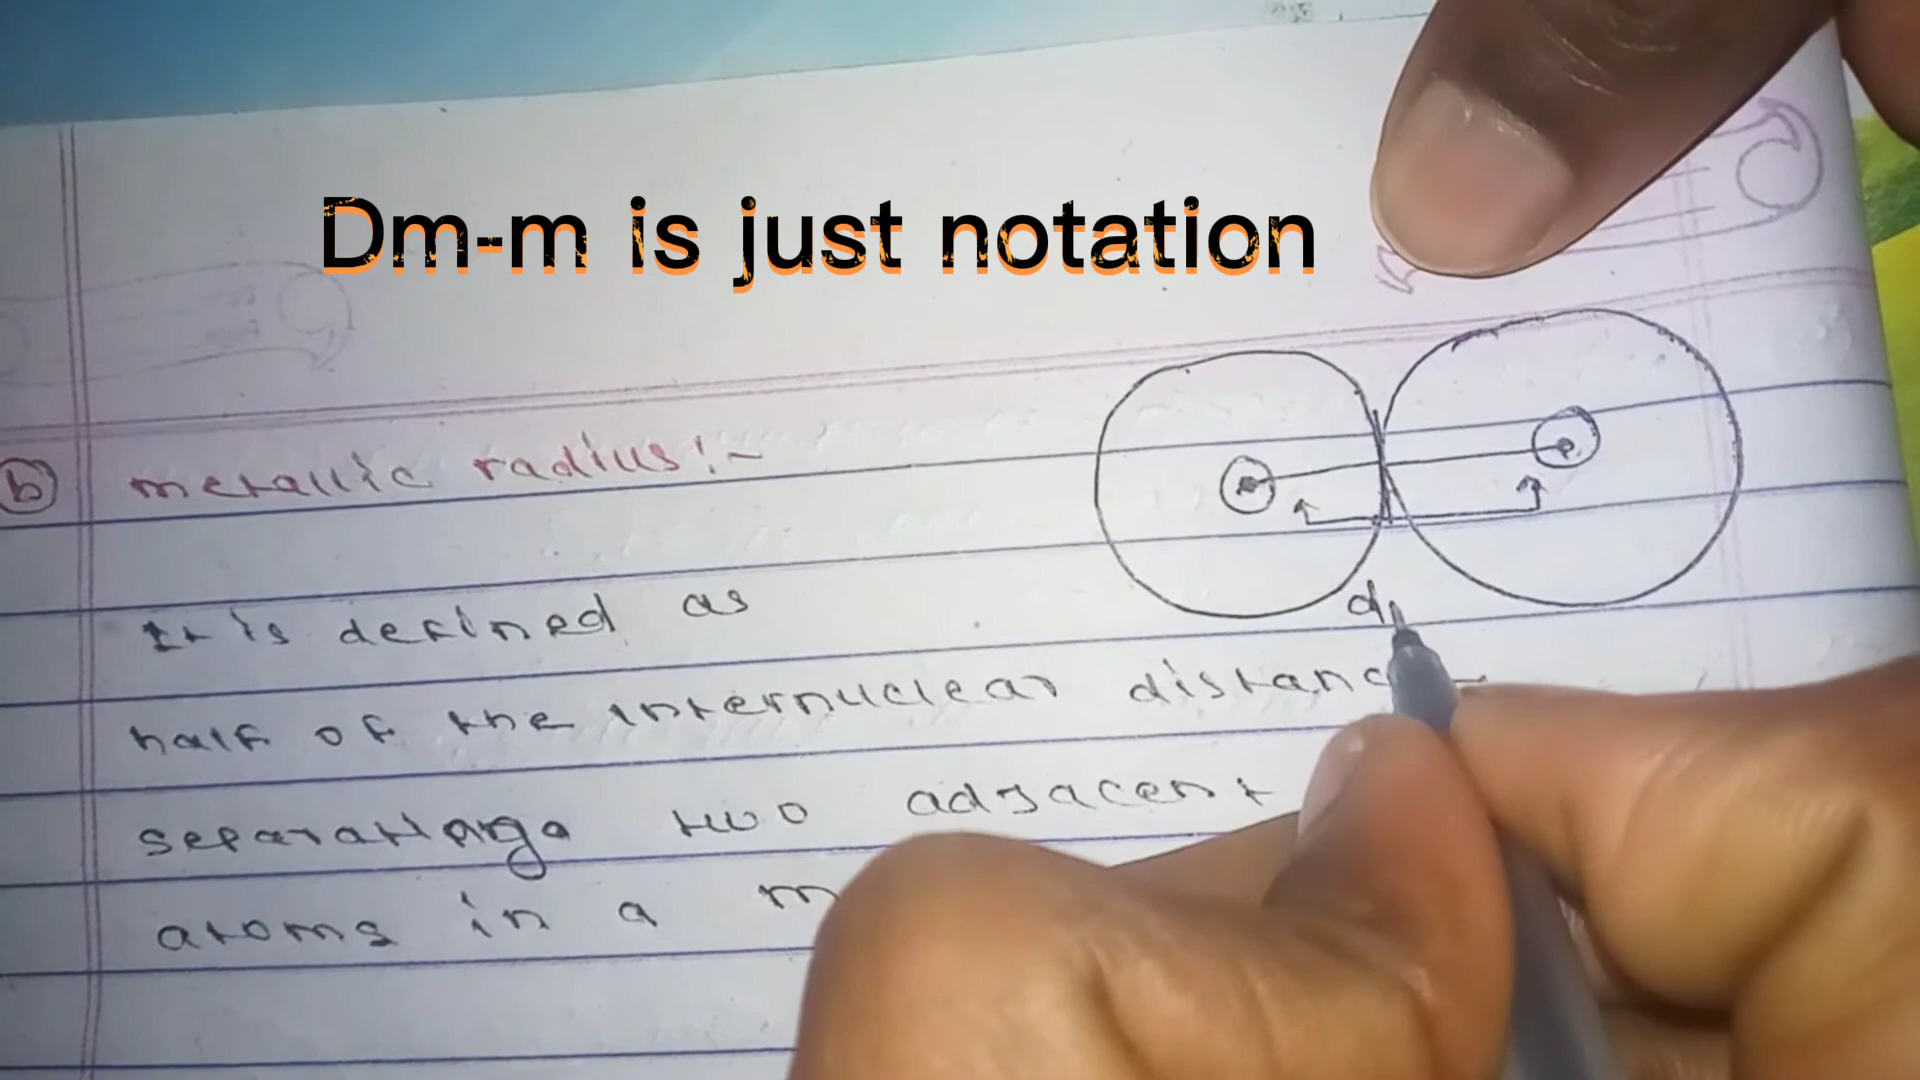 Dm-m is just notation
b metallic radius:-
It is defined as
half of the internuclear distanc
separating two adjacent
atoms in a m
d